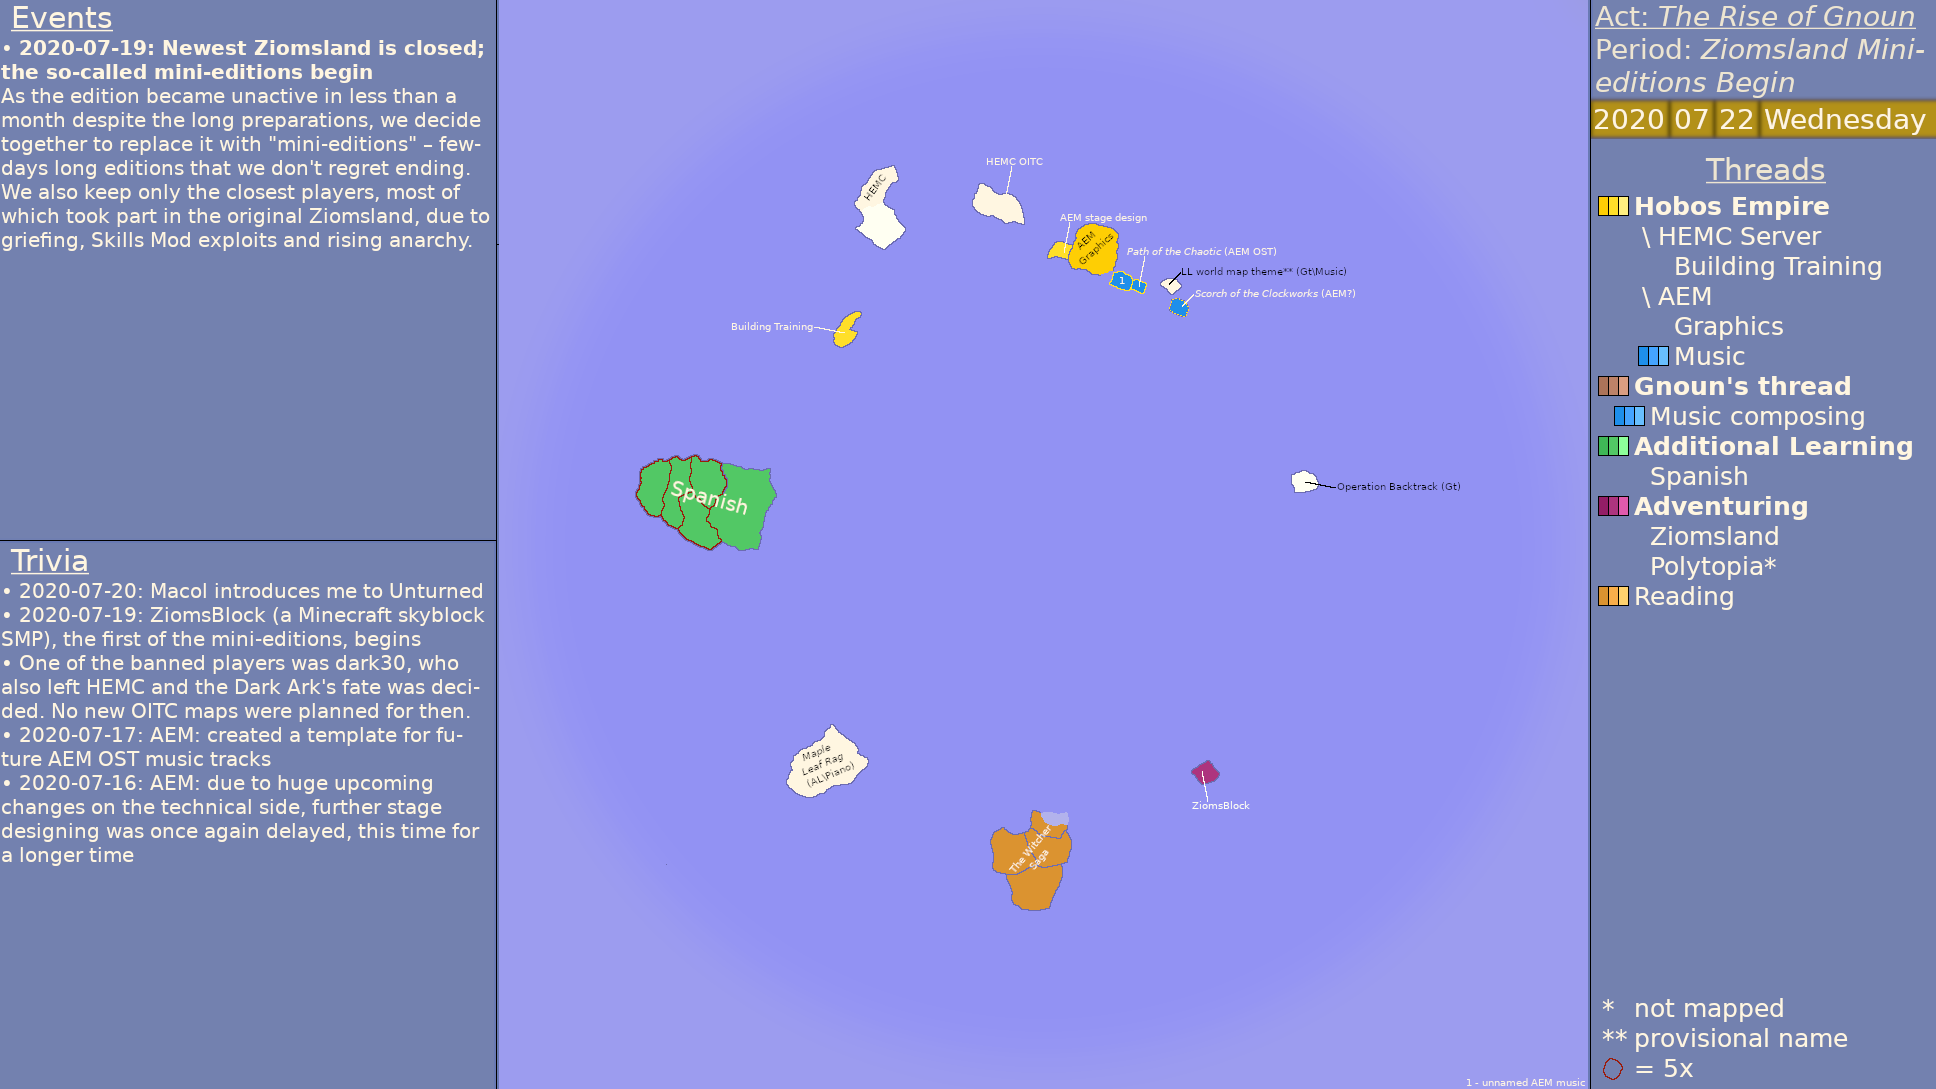 Events
• 2020-07-19: Newest Ziomsland is closed;
the so-called mini-editions begin
As the edition became unactive in less than a
month despite the long preparations, we decide
together to replace it with "mini-editions" – few-
days long editions that we don't regret ending.
We also keep only the closest players, most of
which took part in the original Ziomsland, due to
griefing, Skills Mod exploits and rising anarchy.
Trivia
• 2020-07-20: Macol introduces me to Unturned
• 2020-07-19: ZiomsBlock (a Minecraft skyblock
SMP), the first of the mini-editions, begins
• One of the banned players was dark30, who
also left HEMC and the Dark Ark's fate was deci-
ded. No new OITC maps were planned for then.
• 2020-07-17: AEM: created a template for fu-
ture AEM OST music tracks
• 2020-07-16: AEM: due to huge upcoming
changes on the technical side, further stage
designing was once again delayed, this time for
a longer time
HEMC OITC
HEMC
AEM stage design
AEM
Graphics
Path of the Chaotic (AEM OST)
LL world map theme** (Gt\Music)
1
Scorch of the Clockworks (AEM?)
Building Training
Spanish
Operation Backtrack (Gt)
Maple
Leaf Rag
(AL\Piano)
ZiomsBlock
The Witcher
Saga
1 - unnamed AEM music
Act: The Rise of Gnoun
Period: Ziomsland Mini-
editions Begin
2020 07 22 Wednesday
Threads
Hobos Empire
\ HEMC Server
Building Training
\ AEM
Graphics
Music
Gnoun's thread
Music composing
Additional Learning
Spanish
Adventuring
Ziomsland
Polytopia*
Reading
* not mapped
** provisional name
= 5x